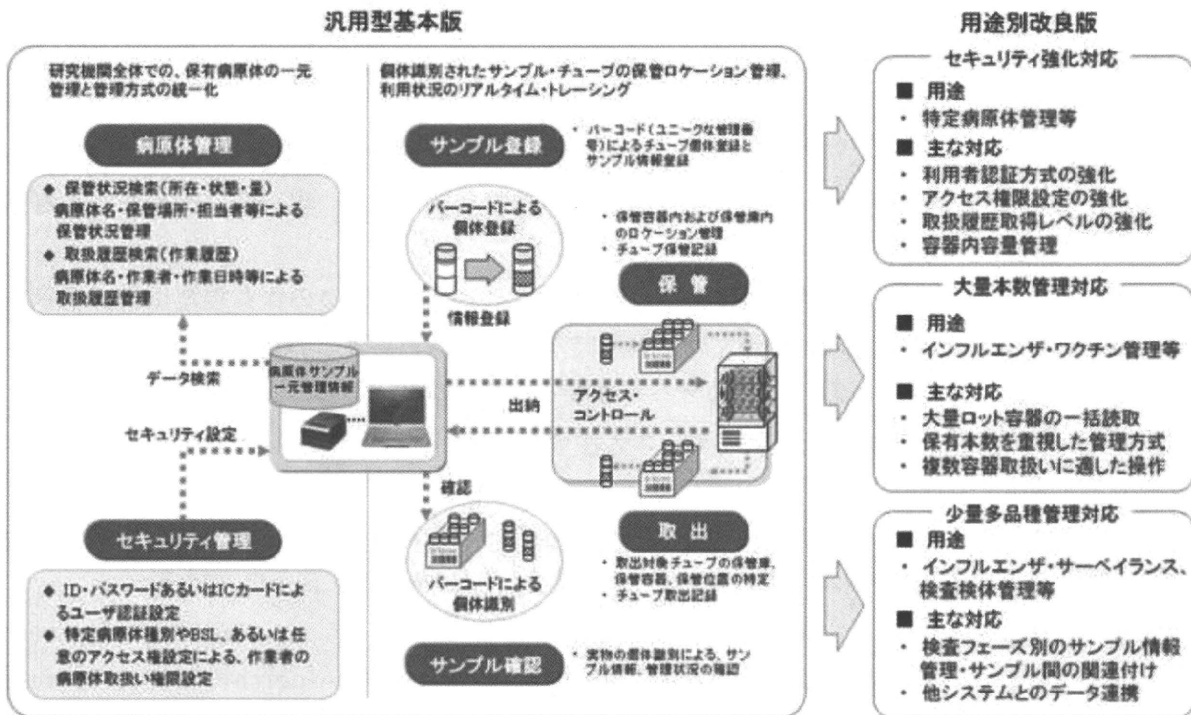 汎用型基本版
研究機関全体での、保有病原体の一元
管理と管理方式の統一化
病原体管理
◆ 保管状況検索(所在・状態・量)
病原体名・保管場所・担当者等による
保管状況管理
◆ 取扱履歴検索(作業履歴)
病原体名・作業者・作業日時等による
取扱履歴管理
データ検索
病原体サンプル
一元管理情報
セキュリティ設定
セキュリティ管理
◆ ID・パスワードあるいはICカードによ
るユーザ認証設定
◆ 特定病原体種別やBSL、あるいは任
意のアクセス権設定による、作業者の
病原体取扱い権限設定
個体識別されたサンプル・チューブの保管ロケーション管理、
利用状況のリアルタイム・トレーシング
サンプル登録
・ バーコード(ユニークな管理番
号)によるチューブ個体登録と
サンプル情報登録
バーコードによる
個体登録
情報登録
・ 保管容器内および保管庫内
のロケーション管理
・ チューブ保管記録
保 管
出納
アクセス・
コントロール
確認
バーコードによる
個体識別
取 出
・ 取出対象チューブの保管庫、
保管容器、保管位置の特定
・ チューブ取出記録
サンプル確認
・ 実物の個体識別による、サン
プル情報、管理状況の確認
用途別改良版
セキュリティ強化対応
■ 用途
・ 特定病原体管理等
■ 主な対応
・ 利用者認証方式の強化
・ アクセス権限設定の強化
・ 取扱履歴取得レベルの強化
・ 容器内容量管理
大量本数管理対応
■ 用途
・ インフルエンザ・ワクチン管理等
■ 主な対応
・ 大量ロット容器の一括読取
・ 保有本数を重視した管理方式
・ 複数容器取扱いに適した操作
少量多品種管理対応
■ 用途
・ インフルエンザ・サーベイランス、
検査検体管理等
■ 主な対応
・ 検査フェーズ別のサンプル情報
管理・サンプル間の関連付け
・ 他システムとのデータ連携